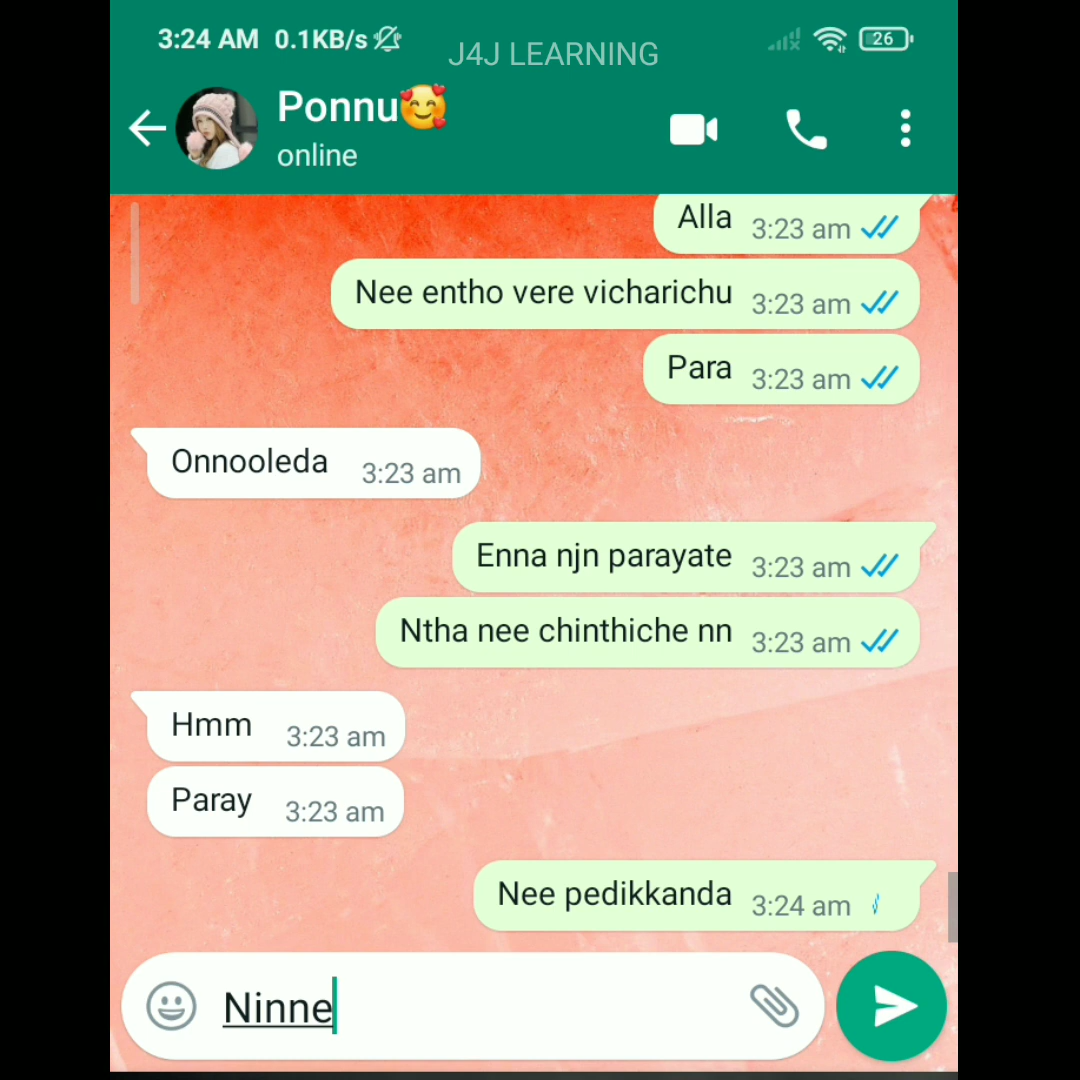 3:24 AM 0.1KB/s 26
J4J LEARNING
Ponnu🥰
online
Alla 3:23 am
Nee entho vere vicharichu 3:23 am
Para 3:23 am
Onnooleda 3:23 am
Enna njn parayate 3:23 am
Ntha nee chinthiche nn 3:23 am
Hmm 3:23 am
Paray 3:23 am
Nee pedikkanda 3:24 am
Ninne